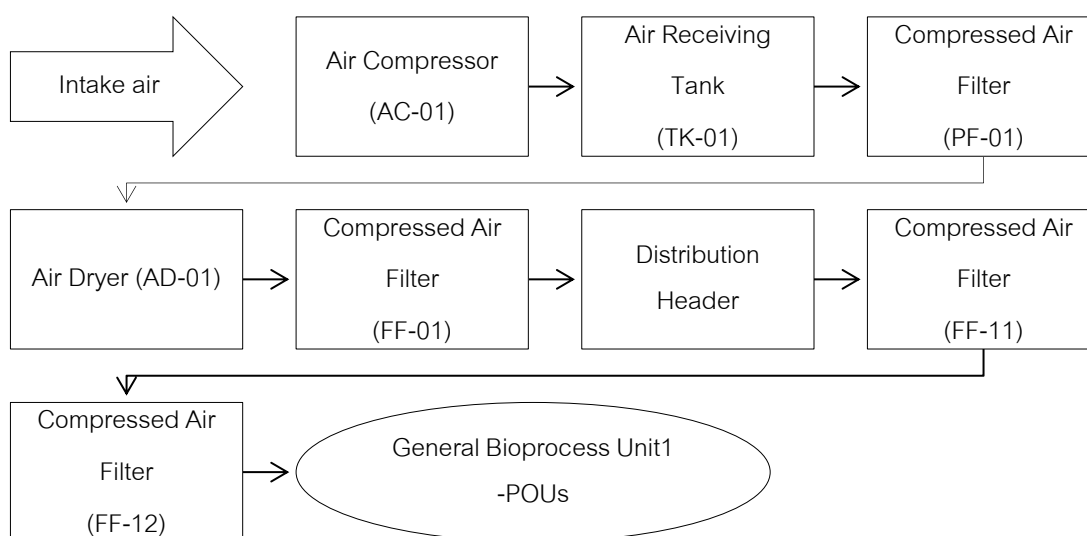 Intake air
Air Compressor
(AC-01)
Air Receiving
Tank
(TK-01)
Compressed Air
Filter
(PF-01)
Air Dryer (AD-01)
Compressed Air
Filter
(FF-01)
Distribution
Header
Compressed Air
Filter
(FF-11)
Compressed Air
Filter
(FF-12)
General Bioprocess Unit1
-POUs